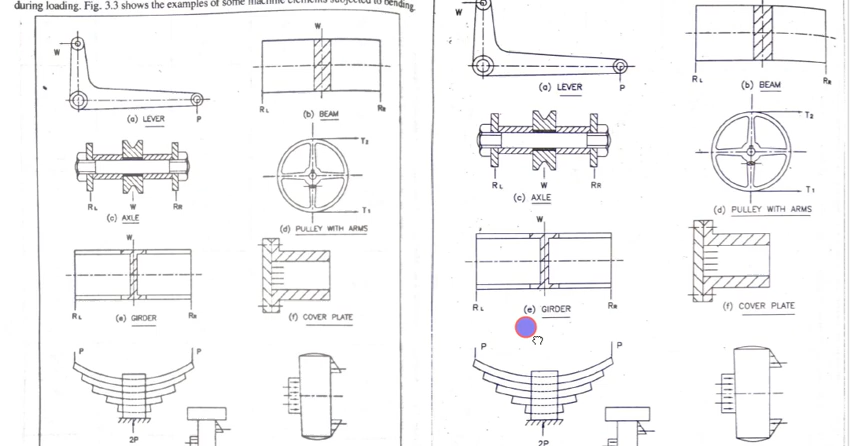 during loading. Fig. 3.3 shows the examples of some machine elements subjected to bending.
W
P
(a) LEVER
W
RL
RR
(b) BEAM
RL
W
RR
(c) AXLE
T2
T1
(d) PULLEY WITH ARMS
W
RL
RR
(e) GIRDER
(f) COVER PLATE
P
P
2P
W
P
(a) LEVER
RL
RR
(b) BEAM
RL
W
RR
(c) AXLE
T2
T1
(d) PULLEY WITH ARMS
W
RL
RR
(e) GIRDER
(f) COVER PLATE
P
P
2P